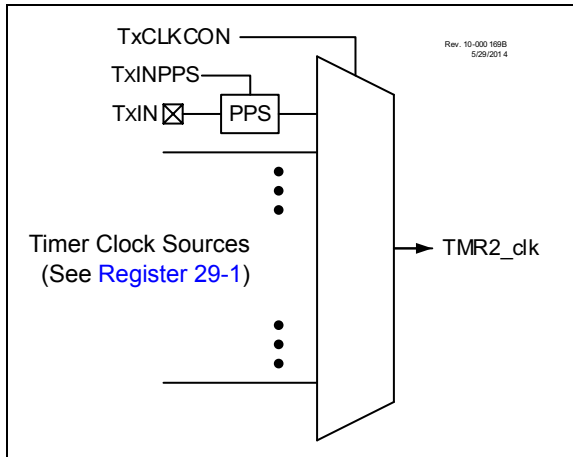 TxCLKCON
Rev. 10-000 169B
5/29/2014
TxINPPS
TxIN
PPS
Timer Clock Sources
(See Register 29-1)
TMR2_clk